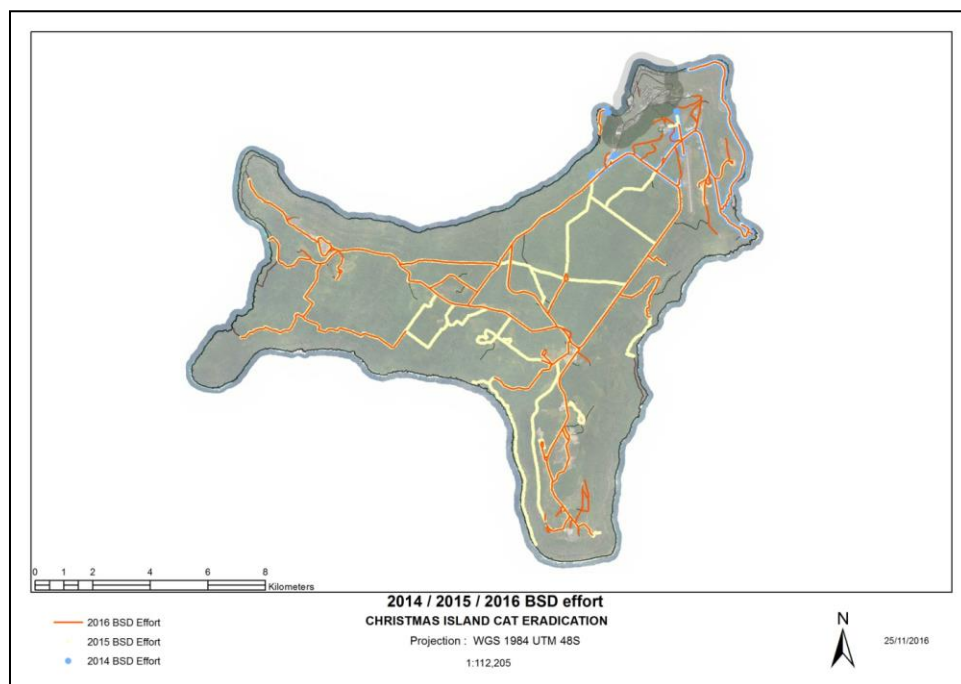 0 1 2 4 6 8
Kilometers
2014 / 2015 / 2016 BSD effort
CHRISTMAS ISLAND CAT ERADICATION
Projection : WGS 1984 UTM 48S
1:112,205
2016 BSD Effort
2015 BSD Effort
2014 BSD Effort
N
25/11/2016